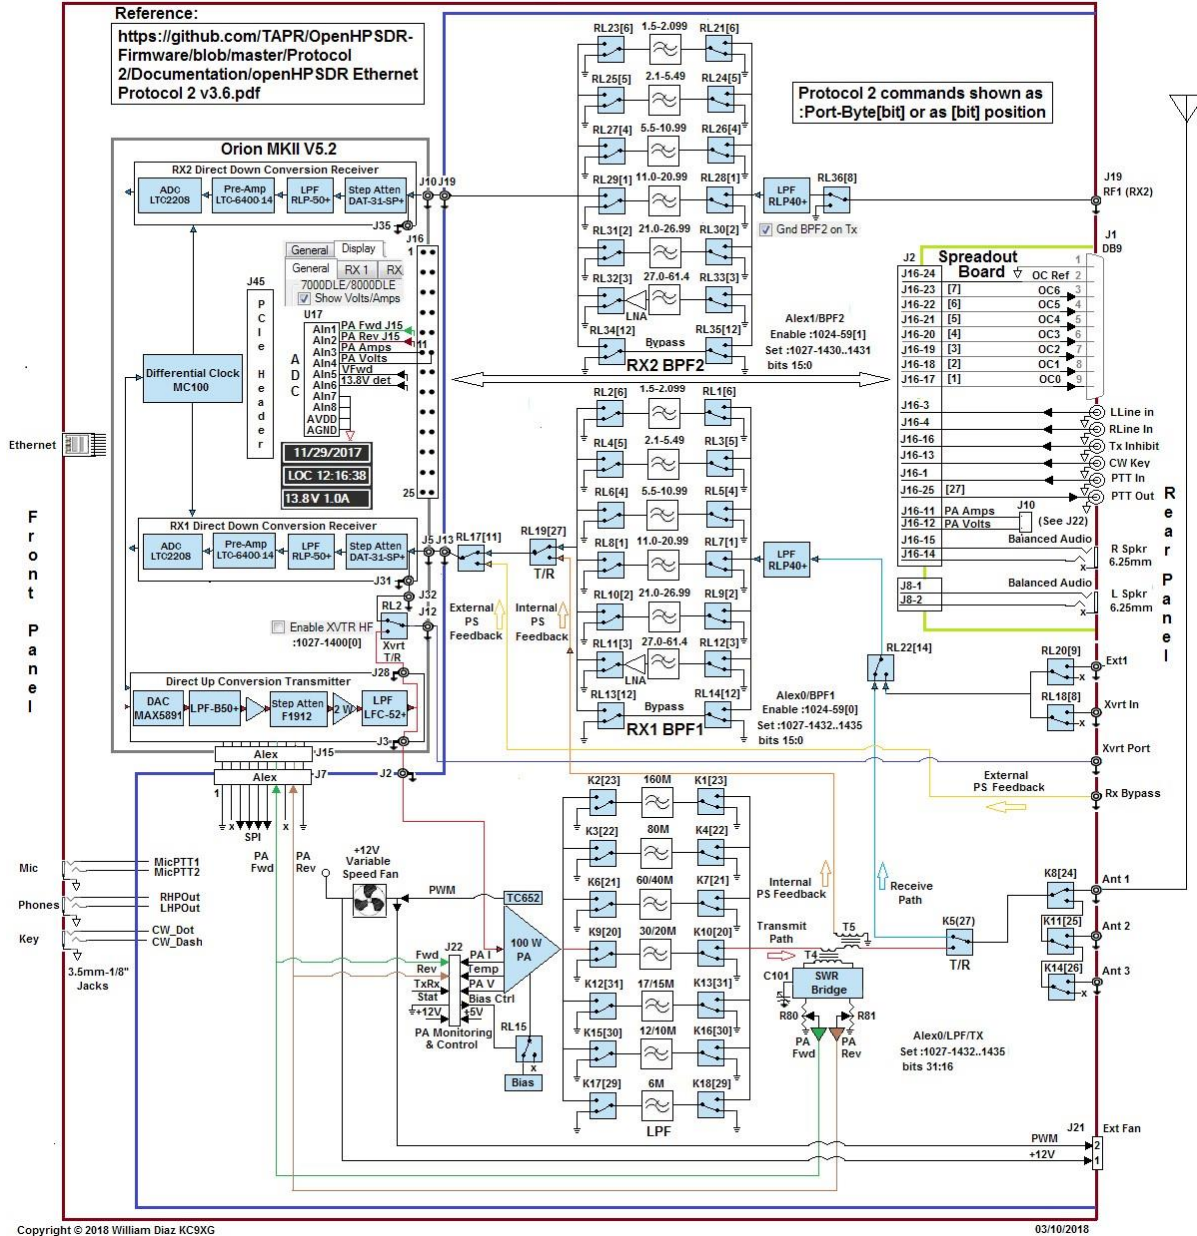 Reference:
https://github.com/TAPR/OpenHPSDR-
Firmware/blob/master/Protocol
2/Documentation/openHPSDR Ethernet
Protocol 2 v3.6.pdf
Protocol 2 commands shown as
:Port-Byte[bit] or as [bit] position
Orion MKII V5.2
RX2 Direct Down Conversion Receiver
ADC
LTC2208
Pre-Amp
LTC-6400-14
LPF
RLP-50+
Step Atten
DAT-31-SP+
J35
J10 J19
J16
1
11
25
General Display
General RX 1 RX
7000DLE/8000DLE
Show Volts/Amps
J45
PCIe Header
U17
ADC
AIn1 PA Fwd J15
AIn2 PA Rev J15
AIn3 PA Amps
AIn4 PA Volts
AIn5 VFwd
AIn6 13.8V det
AIn7
AIn8
AVDD
AGND
Differential Clock
MC100
11/29/2017
LOC 12:16:38
13.8V 1.0A
RX1 Direct Down Conversion Receiver
ADC
LTC2208
Pre-Amp
LTC-6400-14
LPF
RLP-50+
Step Atten
DAT-31-SP+
J31
J32
J5 J13
J12
RL2
Xvrt
T/R
Enable XVTR HF
:1027-1400[0]
J28
Direct Up Conversion Transmitter
DAC
MAX5891
LPF-B50+
Step Atten
F1912
2 W
LPF
LFC-52+
J3
J2
Alex J15
Alex J7
1
x
x
SPI
PA
Fwd
PA
Rev
Ethernet
Front Panel
Rear Panel
RL23[6] 1.5-2.099 RL21[6]
RL25[5] 2.1-5.49 RL24[5]
RL27[4] 5.5-10.99 RL26[4]
RL29[1] 11.0-20.99 RL28[1]
RL31[2] 21.0-26.99 RL30[2]
RL32[3] 27.0-61.4 RL33[3]
LNA
RL34[12] Bypass RL35[12]
RX2 BPF2
LPF
RLP40+
RL36[8]
Gnd BPF2 on Tx
Alex1/BPF2
Enable :1024-59[1]
Set :1027-1430..1431
bits 15:0
J19
RF1 (RX2)
J1
DB9
J2 Spreadout
Board
J16-24 OC Ref
J16-23 [7] OC6
J16-22 [6] OC5
J16-21 [5] OC4
J16-20 [4] OC3
J16-19 [3] OC2
J16-18 [2] OC1
J16-17 [1] OC0
1
2
3
4
5
6
7
8
9
J16-3 LLine in
J16-4 RLine In
J16-16 Tx Inhibit
J16-13 CW Key
J16-1 PTT In
J16-25 [27] PTT Out
J16-11 PA Amps
J16-12 PA Volts
J10
(See J22)
J16-15 Balanced Audio
J16-14
x
R Spkr
6.25mm
J8-1 Balanced Audio
J8-2
x
L Spkr
6.25mm
RL17[11]
RL19[27]
T/R
External
PS
Feedback
Internal
PS
Feedback
RL2[6] 1.5-2.099 RL1[6]
RL4[5] 2.1-5.49 RL3[5]
RL6[4] 5.5-10.99 RL5[4]
RL8[1] 11.0-20.99 RL7[1]
RL10[2] 21.0-26.99 RL9[2]
RL11[3] 27.0-61.4 RL12[3]
LNA
RL13[12] Bypass RL14[12]
RX1 BPF1
LPF
RLP40+
Alex0/BPF1
Enable :1024-59[0]
Set :1027-1432..1435
bits 15:0
RL22[14]
RL20[9]
x
Ext1
RL18[8]
x
Xvrt In
Xvrt Port
External
PS Feedback
Rx Bypass
K2[23] 160M K1[23]
K3[22] 80M K4[22]
K6[21] 60/40M K7[21]
K9[20] 30/20M K10[20]
K12[31] 17/15M K13[31]
K15[30] 12/10M K16[30]
K17[29] 6M K18[29]
LPF
Internal
PS Feedback
Receive
Path
Transmit
Path
T5
T4
C101
SWR
Bridge
R80
R81
PA
Fwd
PA
Rev
K5(27)
T/R
K8[24]
Ant 1
K11[25]
Ant 2
K14[26]
x
Ant 3
Alex0/LPF/TX
Set :1027-1432..1435
bits 31:16
+12V
Variable
Speed Fan
PWM
TC652
100 W
PA
J22
Fwd
Rev
TxRx
Stat
+12V
PA I
Temp
PA V
Bias Ctrl
+5V
PA Monitoring
& Control
RL15
x
Bias
Mic
MicPTT1
MicPTT2
Phones
RHPOut
LHPOut
Key
CW_Dot
CW_Dash
3.5mm-1/8"
Jacks
J21
Ext Fan
PWM 2
+12V 1
Copyright © 2018 William Diaz KC9XG
03/10/2018